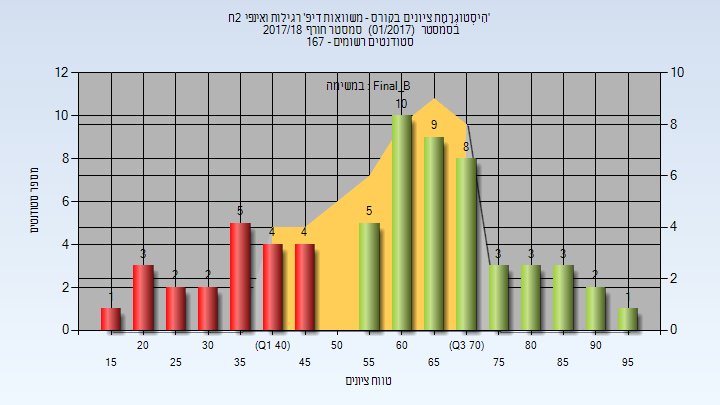 הִיסְטוֹגְרָמַת ציונים בקורס - משוואות דיפ' רגילות ואינפי 2ח'
בסמסטר (01/2017) סמסטר חורף 2017/18
סטודנטים רשומים - 167
במשימה : Final_B
12 10 8 6 4 2 0
10 8 6 4 2 0
מספר סטודנטים
1 3 2 2 5 4 4 5 10 9 8 3 3 3 2 1
20 30 (Q1 40) 50 60 (Q3 70) 80 90
15 25 35 45 55 65 75 85 95
טווח ציונים